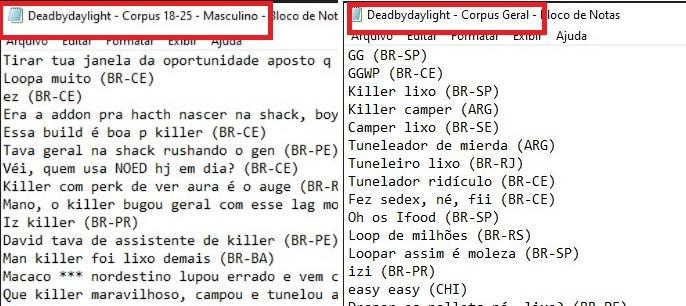 Deadbydaylight - Corpus 18-25 - Masculino - Bloco de Not
Arquivo Editar Formatar Exibir Ajuda
Tirar tua janela da oportunidade aposto q
Loopa muito (BR-CE)
ez (BR-CE)
Era a addon pra hacth nascer na shack, boy
Essa build é boa p killer (BR-CE)
Tava geral na shack rushando o gen (BR-PE)
Véi, quem usa NOED hj em dia? (BR-CE)
Killer com perk de ver aura é o auge (BR-R
Mano, o killer bugou geral com esse lag mo
Iz killer (BR-PR)
David tava de assistente de killer (BR-PE)
Man killer foi lixo demais (BR-BA)
Macaco *** nordestino lupou errado e vem c
Que killer maravilhoso, campou e tunelou a
Deadbydaylight - Corpus Geral - Bloco de Notas
Arquivo Editar Formatar Exibir Ajuda
GG (BR-SP)
GGWP (BR-CE)
Killer lixo (BR-SP)
Killer camper (ARG)
Camper lixo (BR-SE)
Tuneleador de mierda (ARG)
Tuneleiro lixo (BR-RJ)
Tunelador ridículo (BR-CE)
Fez sedex, né, fii (BR-CE)
Oh os Ifood (BR-SP)
Loop de milhões (BR-RS)
Loopar assim é moleza (BR-SP)
izi (BR-PR)
easy easy (CHI)